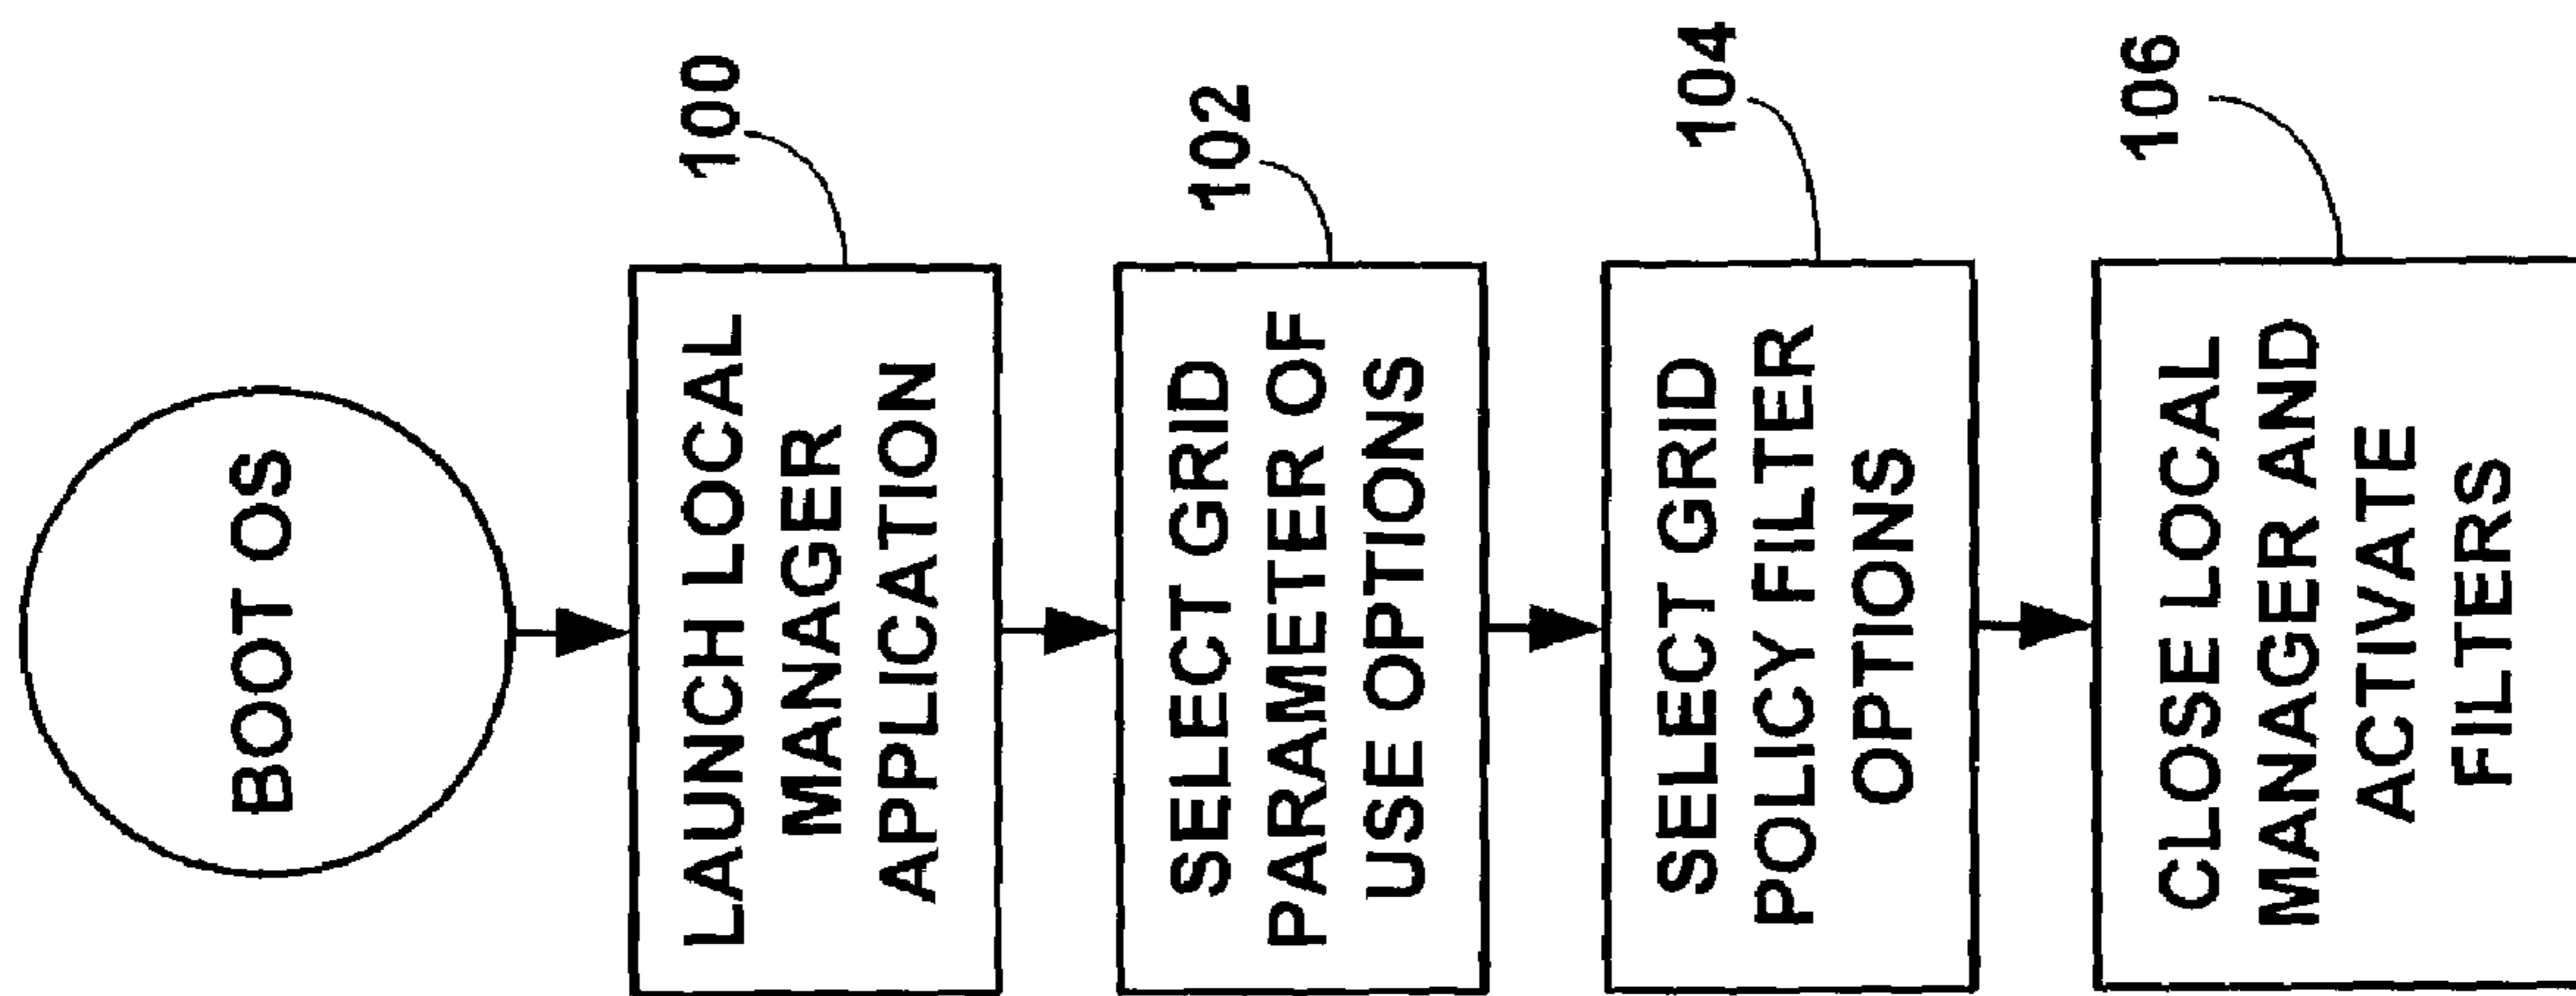 BOOT OS
100
LAUNCH LOCAL
MANAGER
APPLICATION
102
SELECT GRID
PARAMETER OF
USE OPTIONS
104
SELECT GRID
POLICY FILTER
OPTIONS
106
CLOSE LOCAL
MANAGER AND
ACTIVATE
FILTERS